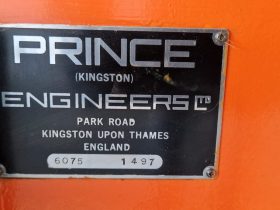 PRINCE
(KINGSTON)
ENGINEERS LTD
PARK ROAD
KINGSTON UPON THAMES
ENGLAND
6075 1497